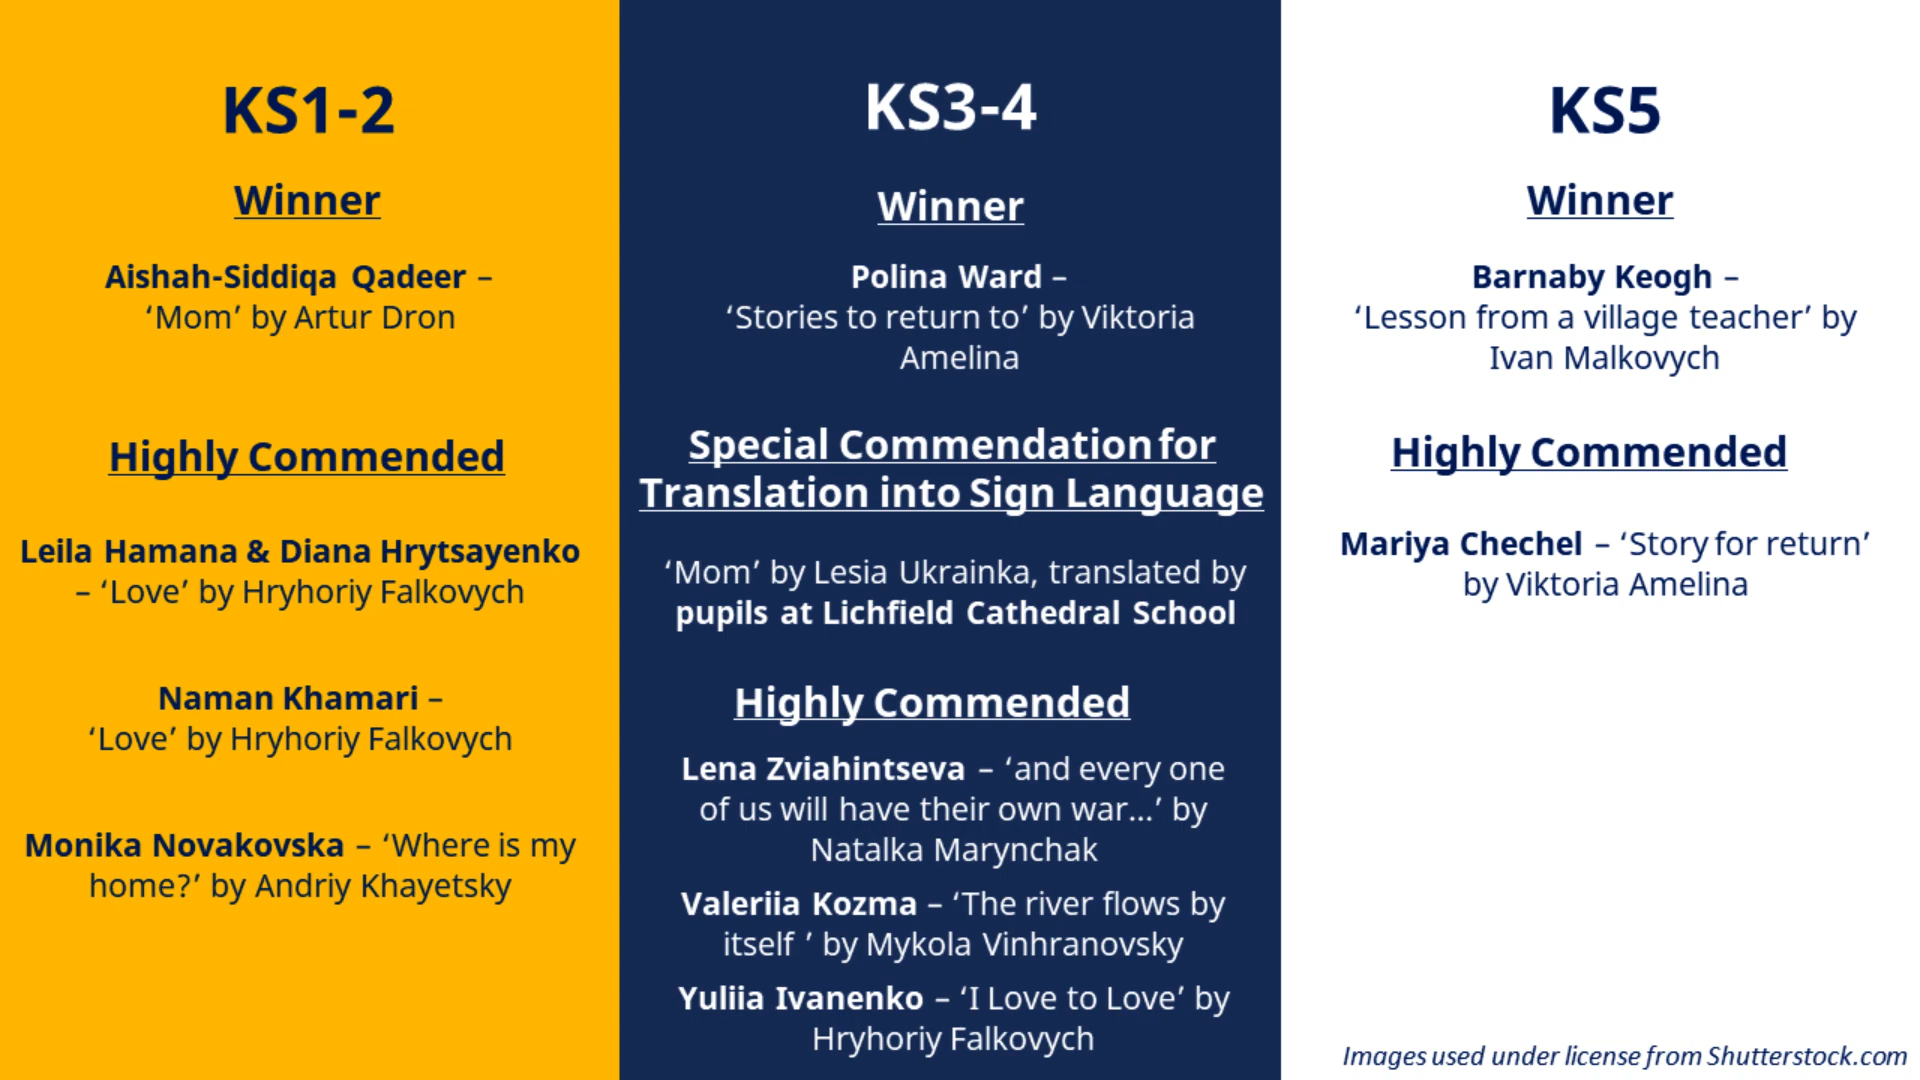 KS1-2
Winner
Aishah-Siddiqa Qadeer –
‘Mom’ by Artur Dron
Highly Commended
Leila Hamana & Diana Hrytsayenko
– ‘Love’ by Hryhoriy Falkovych
Naman Khamari –
‘Love’ by Hryhoriy Falkovych
Monika Novakovska – ‘Where is my
home?’ by Andriy Khayetsky
KS3-4
Winner
Polina Ward –
‘Stories to return to’ by Viktoria
Amelina
Special Commendation for
Translation into Sign Language
‘Mom’ by Lesia Ukrainka, translated by
pupils at Lichfield Cathedral School
Highly Commended
Lena Zviahintseva – ‘and every one
of us will have their own war...’ by
Natalka Marynchak
Valeriia Kozma – ‘The river flows by
itself ’ by Mykola Vinhranovsky
Yuliia Ivanenko – ‘I Love to Love’ by
Hryhoriy Falkovych
KS5
Winner
Barnaby Keogh –
‘Lesson from a village teacher’ by
Ivan Malkovych
Highly Commended
Mariya Chechel – ‘Story for return’
by Viktoria Amelina
Images used under license from Shutterstock.com